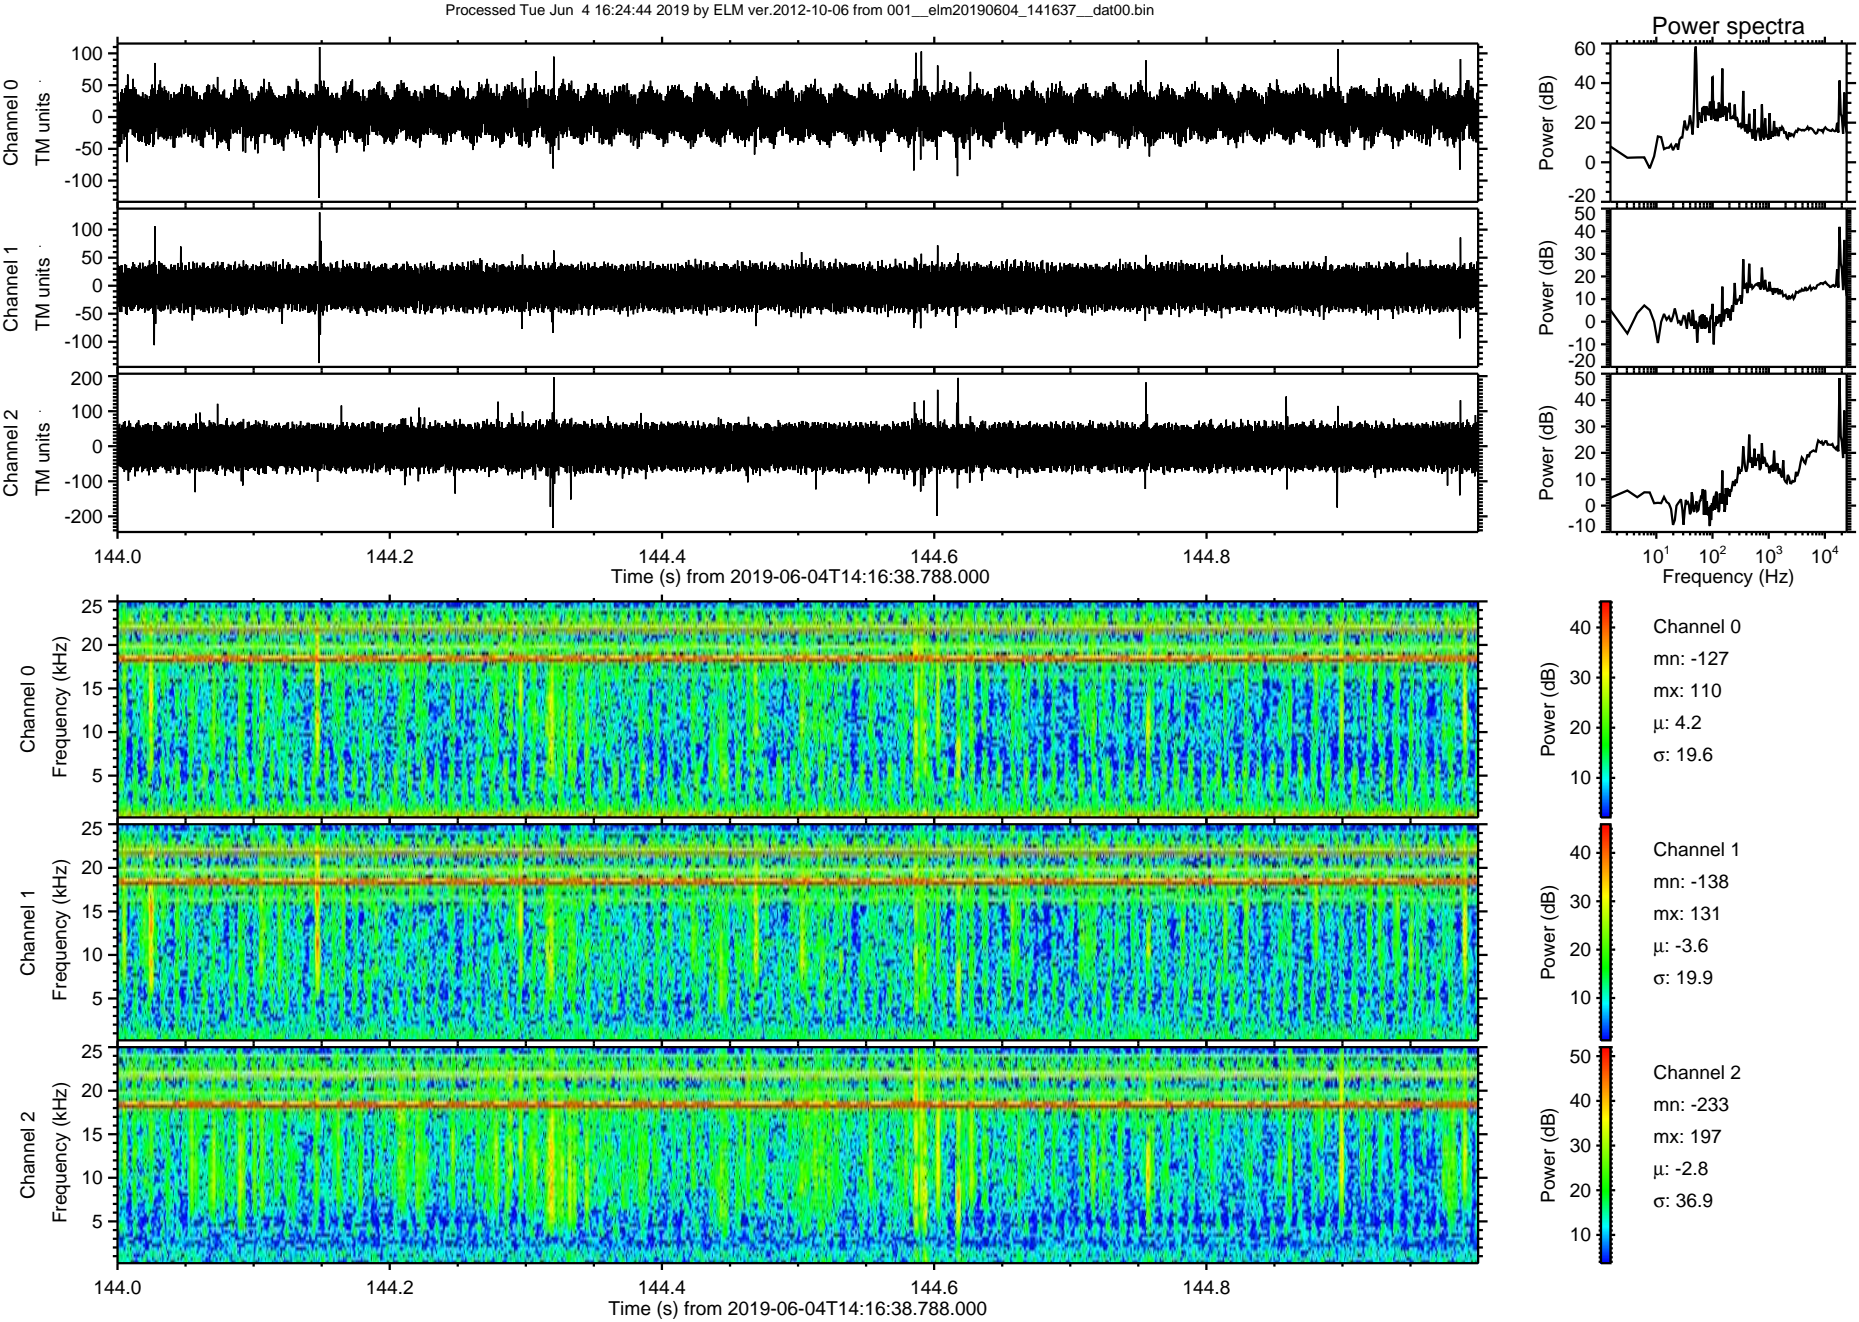 Processed Tue Jun  4 16:24:44 2019 by ELM ver.2012-10-06 from 001__elm20190604_141637__dat00.bin
Power spectra
Channel 0
TM units
100
50
0
-50
-100
Power (dB)
60
40
20
0
-20
Channel 1
TM units
100
50
0
-50
-100
Power (dB)
50
40
30
20
10
0
-10
-20
Channel 2
TM units
200
100
0
-100
-200
Power (dB)
50
40
30
20
10
0
-10
144.0 144.2 144.4 144.6 144.8
Time (s) from 2019-06-04T14:16:38.788.000
10¹ 10² 10³ 10⁴
Frequency (Hz)
Channel 0
Frequency (kHz)
25
20
15
10
5
Power (dB)
40
30
20
10
Channel 0
mn: -127
mx: 110
μ: 4.2
σ: 19.6
Channel 1
Frequency (kHz)
25
20
15
10
5
Power (dB)
40
30
20
10
Channel 1
mn: -138
mx: 131
μ: -3.6
σ: 19.9
Channel 2
Frequency (kHz)
25
20
15
10
5
Power (dB)
50
40
30
20
10
Channel 2
mn: -233
mx: 197
μ: -2.8
σ: 36.9
144.0 144.2 144.4 144.6 144.8
Time (s) from 2019-06-04T14:16:38.788.000